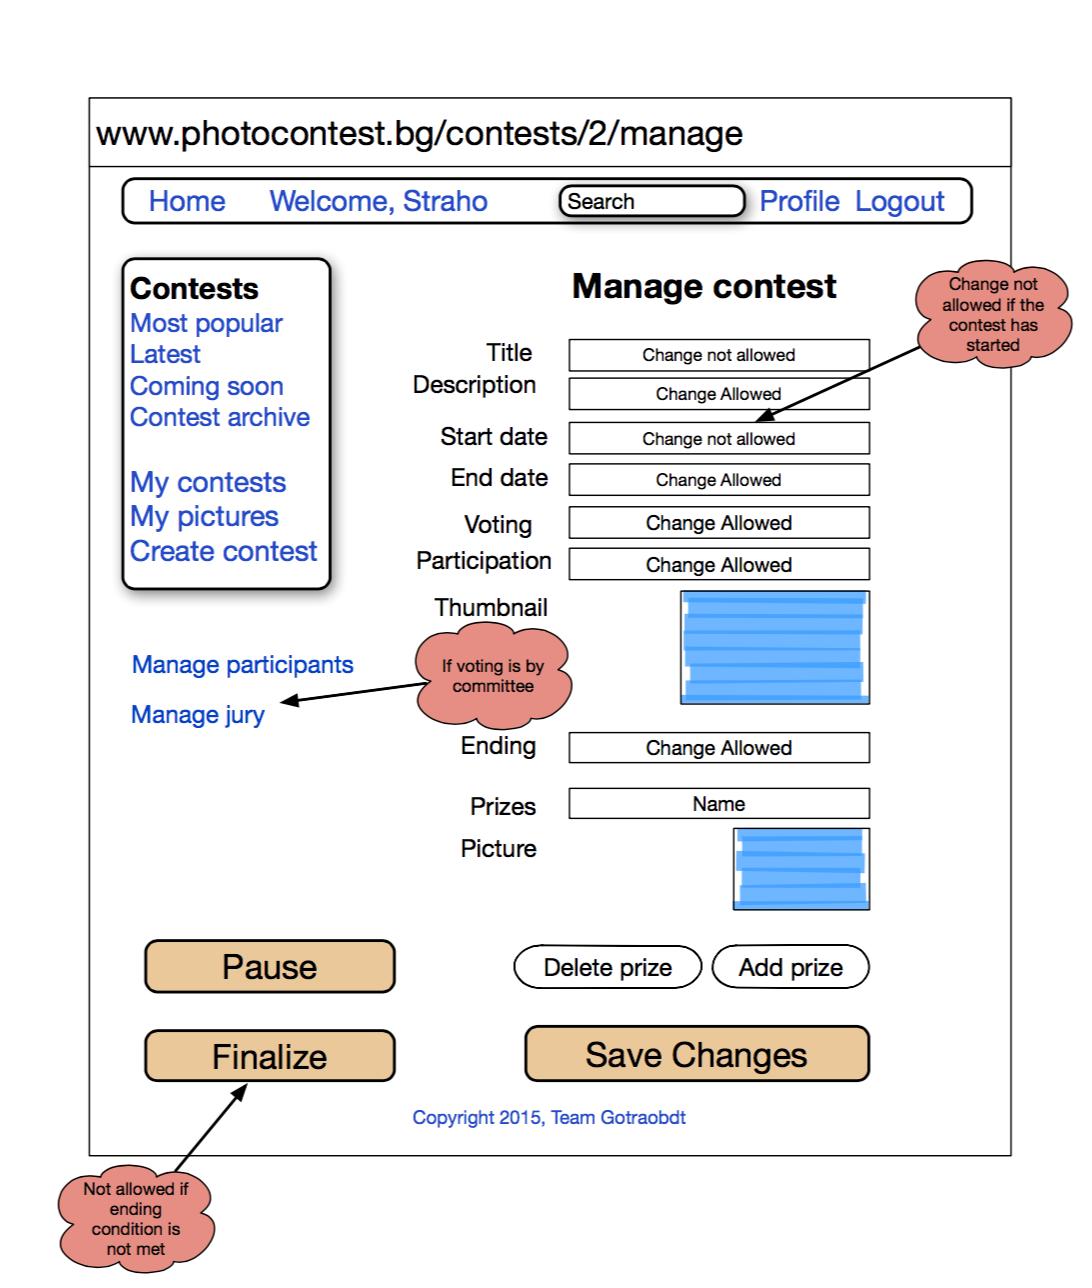 www.photocontest.bg/contests/2/manage
Home Welcome, Straho Search Profile Logout
Contests
Most popular
Latest
Coming soon
Contest archive
My contests
My pictures
Create contest
Manage participants
Manage jury
If voting is by
committee
Manage contest
Change not
allowed if the
contest has
started
Title Change not allowed
Description Change Allowed
Start date Change not allowed
End date Change Allowed
Voting Change Allowed
Participation Change Allowed
Thumbnail
Ending Change Allowed
Prizes Name
Picture
Pause
Delete prize Add prize
Finalize
Save Changes
Copyright 2015, Team Gotraobdt
Not allowed if
ending
condition is
not met